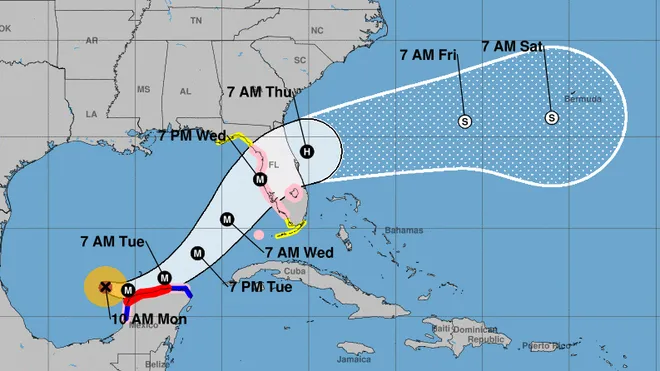 OK
TN
NC
AR
SC
MS
AL
LA
7 AM Fri
7 AM Sat
S
S
Bermuda
7 AM Thu
H
7 PM Wed
FL
M
M
7 AM Wed
Bahamas
7 AM Tue
M
M
M
7 PM Tue
Cuba
10 AM Mon
Mexico
Belize
Jamaica
Haiti
Dominican
Republic
Puerto Rico